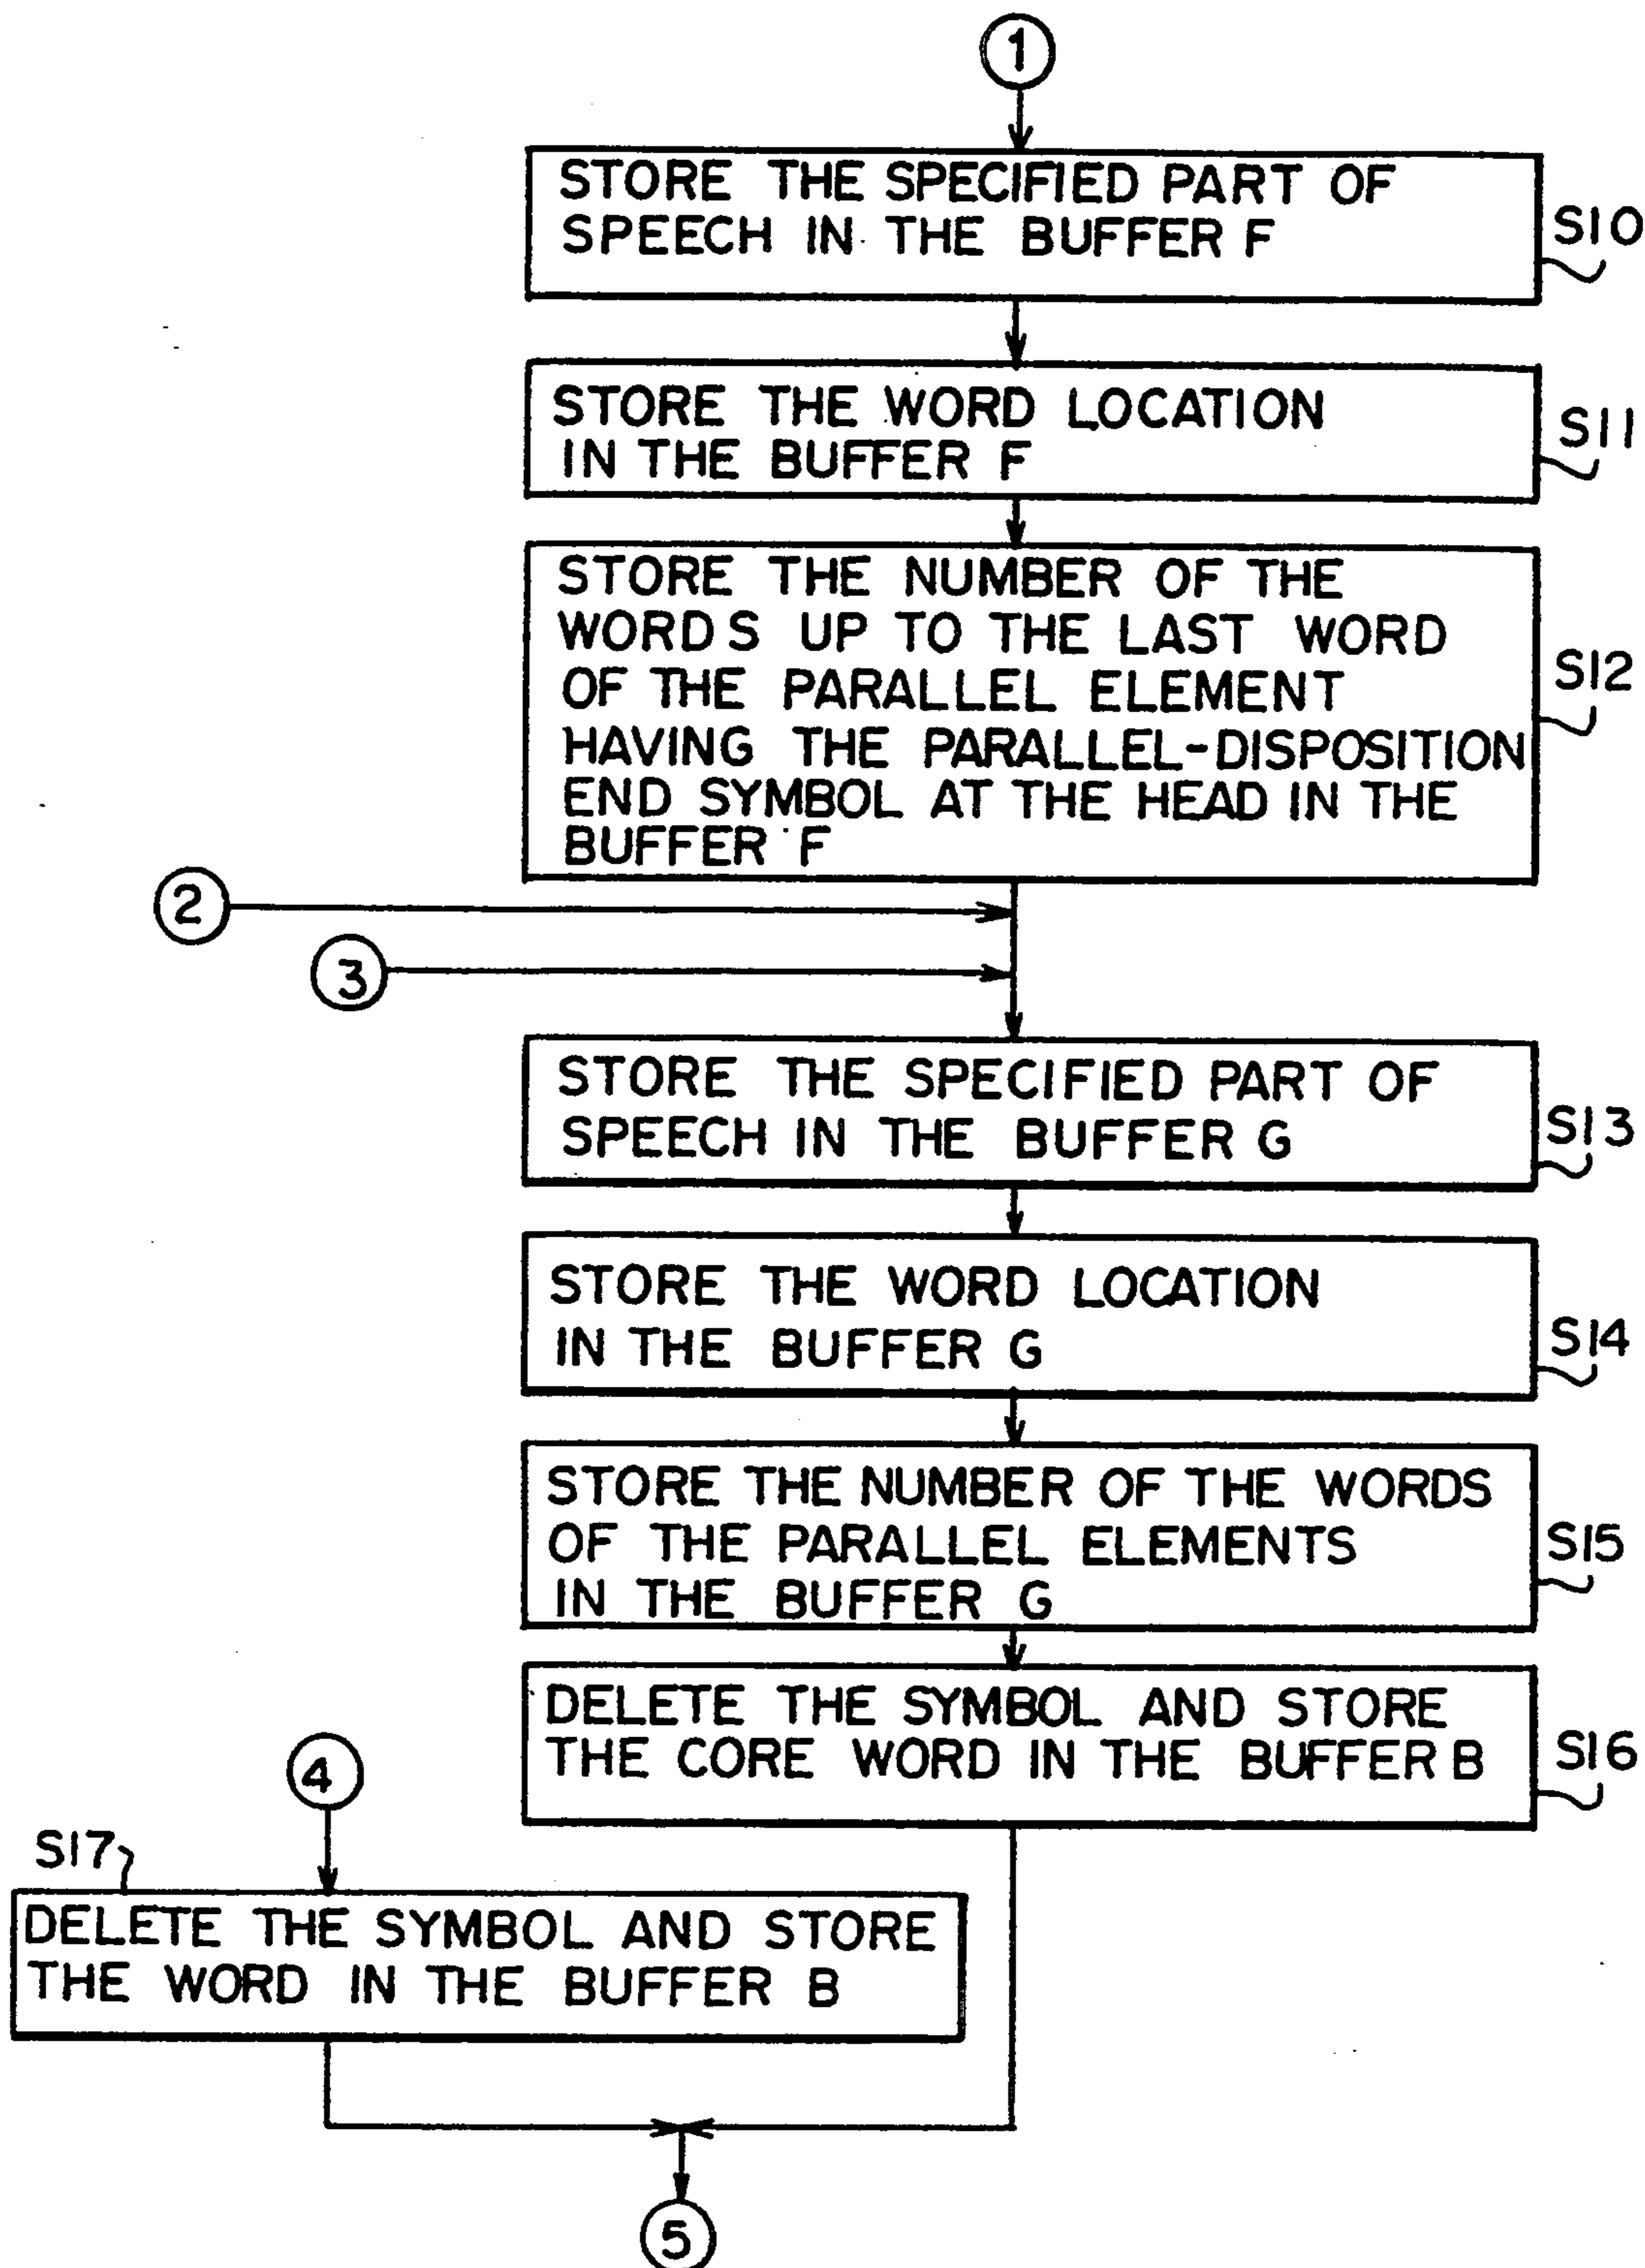 1
STORE THE SPECIFIED PART OF
SPEECH IN THE BUFFER F
S10
STORE THE WORD LOCATION
IN THE BUFFER F
S11
STORE THE NUMBER OF THE
WORDS UP TO THE LAST WORD
OF THE PARALLEL ELEMENT
HAVING THE PARALLEL-DISPOSITION
END SYMBOL AT THE HEAD IN THE
BUFFER F
S12
2
3
STORE THE SPECIFIED PART OF
SPEECH IN THE BUFFER G
S13
STORE THE WORD LOCATION
IN THE BUFFER G
S14
STORE THE NUMBER OF THE WORDS
OF THE PARALLEL ELEMENTS
IN THE BUFFER G
S15
DELETE THE SYMBOL AND STORE
THE CORE WORD IN THE BUFFER B
S16
4
S17
DELETE THE SYMBOL AND STORE
THE WORD IN THE BUFFER B
5